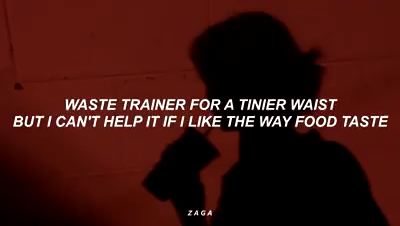 WASTE TRAINER FOR A TINIER WAIST
BUT I CAN'T HELP IT IF I LIKE THE WAY FOOD TASTE
ZAGA